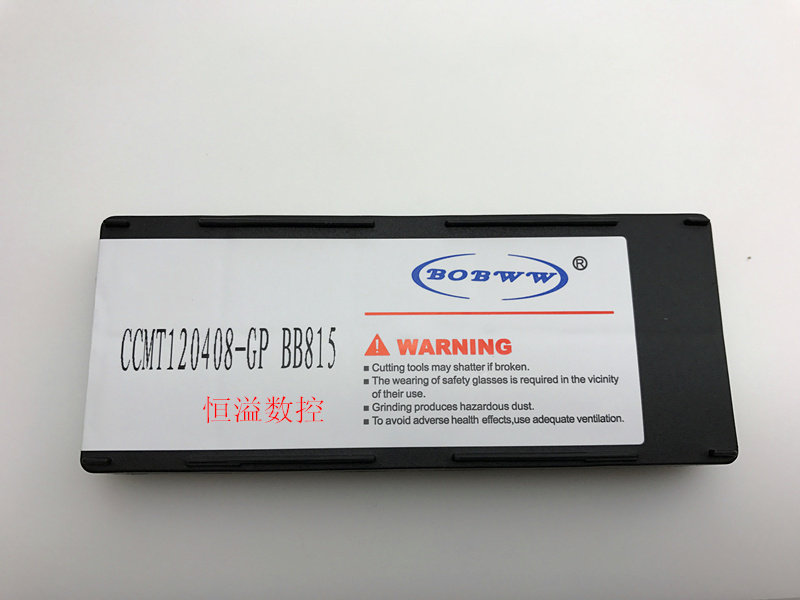 BOBWW®
CCMT120408-GP BB815
恒溢数控
WARNING
■ Cutting tools may shatter if broken.
■ The wearing of safety glasses is required in the vicinity
of their use.
■ Grinding produces hazardous dust.
■ To avoid adverse health effects,use adequate ventilation.